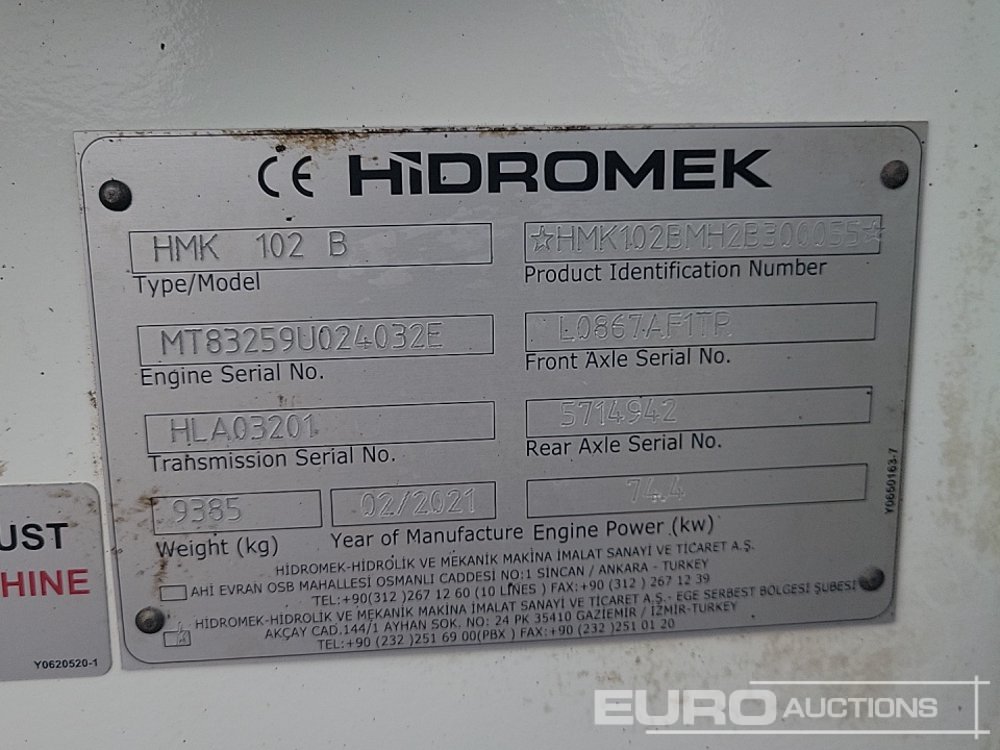 CE HİDROMEK
HMK 102 B
Type/Model
☆HMK102BMH2B300055☆
Product Identification Number
MT83259U024032E
Engine Serial No.
L0867AF1TR
Front Axle Serial No.
HLA03201
Transmission Serial No.
5714942
Rear Axle Serial No.
9385
Weight (kg)
02/2021
Year of Manufacture
74.4
Engine Power (kw)
Y0650163-7
HİDROMEK-HİDROLİK VE MEKANİK MAKİNA İMALAT SANAYİ VE TİCARET A.Ş.
AHİ EVRAN OSB MAHALLESİ OSMANLI CADDESİ NO:1 SİNCAN / ANKARA - TURKEY
TEL:+90(312 )267 12 60 (10 LINES ) FAX:+90 (312 ) 267 12 39
HİDROMEK-HİDROLİK VE MEKANİK MAKİNA İMALAT SANAYİ VE TİCARET A.Ş.- EGE SERBEST BÖLGESİ ŞUBESİ
AKÇAY CAD.144/1 AYHAN SOK. NO: 24 PK 35410 GAZİEMİR / İZMİR-TURKEY
TEL:+90 (232 )251 69 00(PBX ) FAX:+90 (232 )251 01 20
UST
HINE
Y0620520-1
EURO AUCTIONS